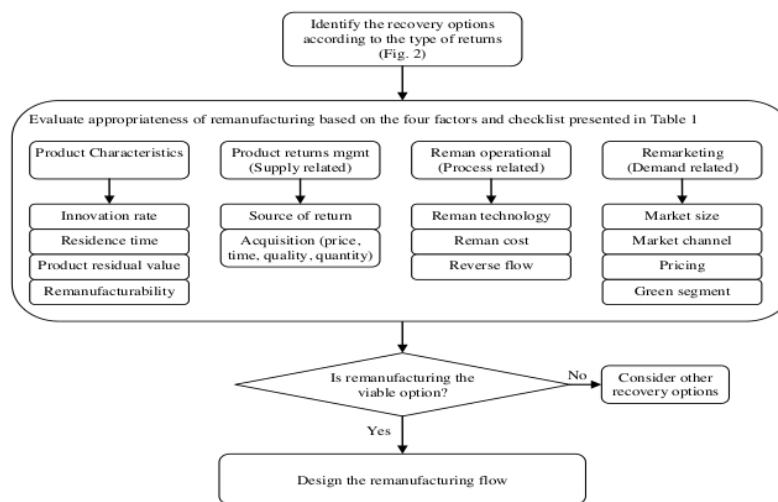 Identify the recovery options
according to the type of returns
(Fig. 2)
Evaluate appropriateness of remanufacturing based on the four factors and checklist presented in Table 1
Product Characteristics
Innovation rate
Residence time
Product residual value
Remanufacturability
Product returns mgmt
(Supply related)
Source of return
Acquisition (price,
time, quality, quantity)
Reman operational
(Process related)
Reman technology
Reman cost
Reverse flow
Remarketing
(Demand related)
Market size
Market channel
Pricing
Green segment
Is remanufacturing the
viable option?
No
Consider other
recovery options
Yes
Design the remanufacturing flow